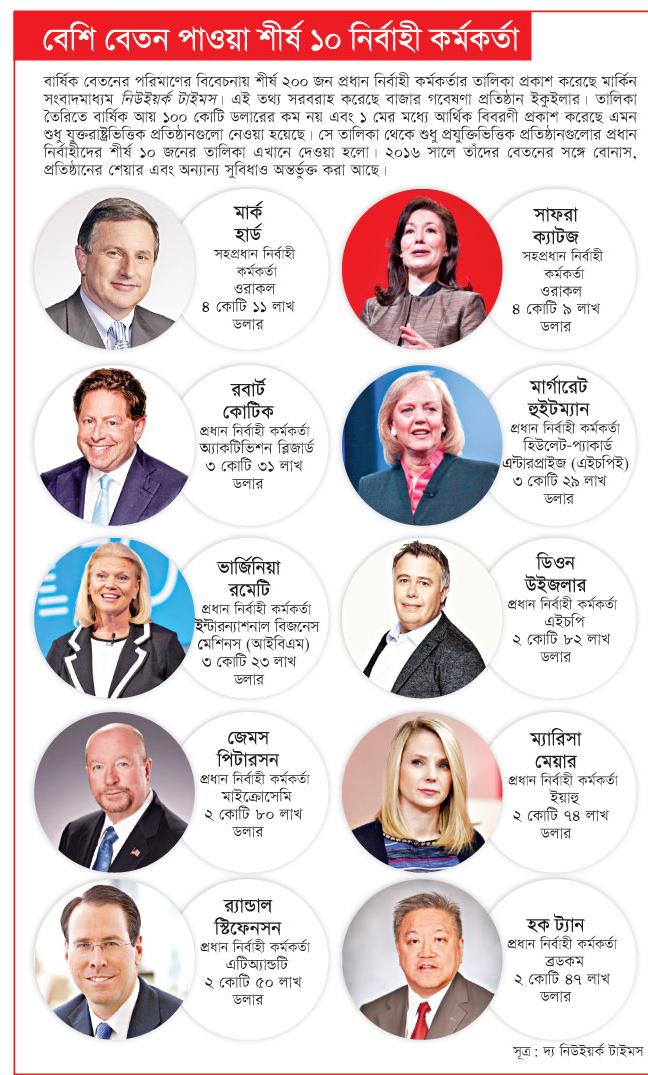 বেশি বেতন পাওয়া শীর্ষ ১০ নির্বাহী কর্মকর্তা
বার্ষিক বেতনের পরিমাণের বিবেচনায় শীর্ষ ২০০ জন প্রধান নির্বাহী কর্মকর্তার তালিকা প্রকাশ করেছে মার্কিন
সংবাদমাধ্যম নিউইয়র্ক টাইমস। এই তথ্য সরবরাহ করেছে বাজার গবেষণা প্রতিষ্ঠান ইকুইলার। তালিকা
তৈরিতে বার্ষিক আয় ১০০ কোটি ডলারের কম নয় এবং ১ মের মধ্যে আর্থিক বিবরণী প্রকাশ করেছে এমন
শুধু যুক্তরাষ্ট্রভিত্তিক প্রতিষ্ঠানগুলো নেওয়া হয়েছে। সে তালিকা থেকে শুধু প্রযুক্তিভিত্তিক প্রতিষ্ঠানগুলোর প্রধান
নির্বাহীদের শীর্ষ ১০ জনের তালিকা এখানে দেওয়া হলো। ২০১৬ সালে তাঁদের বেতনের সঙ্গে বোনাস,
প্রতিষ্ঠানের শেয়ার এবং অন্যান্য সুবিধাও অন্তর্ভুক্ত করা আছে।
মার্ক
হার্ড
সহপ্রধান নির্বাহী
কর্মকর্তা
ওরাকল
৪ কোটি ১১ লাখ
ডলার
সাফরা
ক্যাটজ
সহপ্রধান নির্বাহী
কর্মকর্তা
ওরাকল
৪ কোটি ৯ লাখ
ডলার
রবার্ট
কোটিক
প্রধান নির্বাহী কর্মকর্তা
অ্যাকটিভিশন ব্লিজার্ড
৩ কোটি ৩১ লাখ
ডলার
মার্গারেট
হুইটম্যান
প্রধান নির্বাহী কর্মকর্তা
হিউলেট-প্যাকার্ড
এন্টারপ্রাইজ (এইচপিই)
৩ কোটি ২৯ লাখ
ডলার
ভার্জিনিয়া
রমেটি
প্রধান নির্বাহী কর্মকর্তা
ইন্টারন্যাশনাল বিজনেস
মেশিনস (আইবিএম)
৩ কোটি ২৩ লাখ
ডলার
ডিওন
উইজলার
প্রধান নির্বাহী কর্মকর্তা
এইচপি
২ কোটি ৮২ লাখ
ডলার
জেমস
পিটারসন
প্রধান নির্বাহী কর্মকর্তা
মাইক্রোসেমি
২ কোটি ৮০ লাখ
ডলার
ম্যারিসা
মেয়ার
প্রধান নির্বাহী কর্মকর্তা
ইয়াহু
২ কোটি ৭৪ লাখ
ডলার
র‍্যান্ডাল
স্টিফেনসন
প্রধান নির্বাহী কর্মকর্তা
এটিঅ্যান্ডটি
২ কোটি ৫০ লাখ
ডলার
হক ট্যান
প্রধান নির্বাহী কর্মকর্তা
ব্রডকম
২ কোটি ৪৭ লাখ
ডলার
সূত্র : দ্য নিউইয়র্ক টাইমস